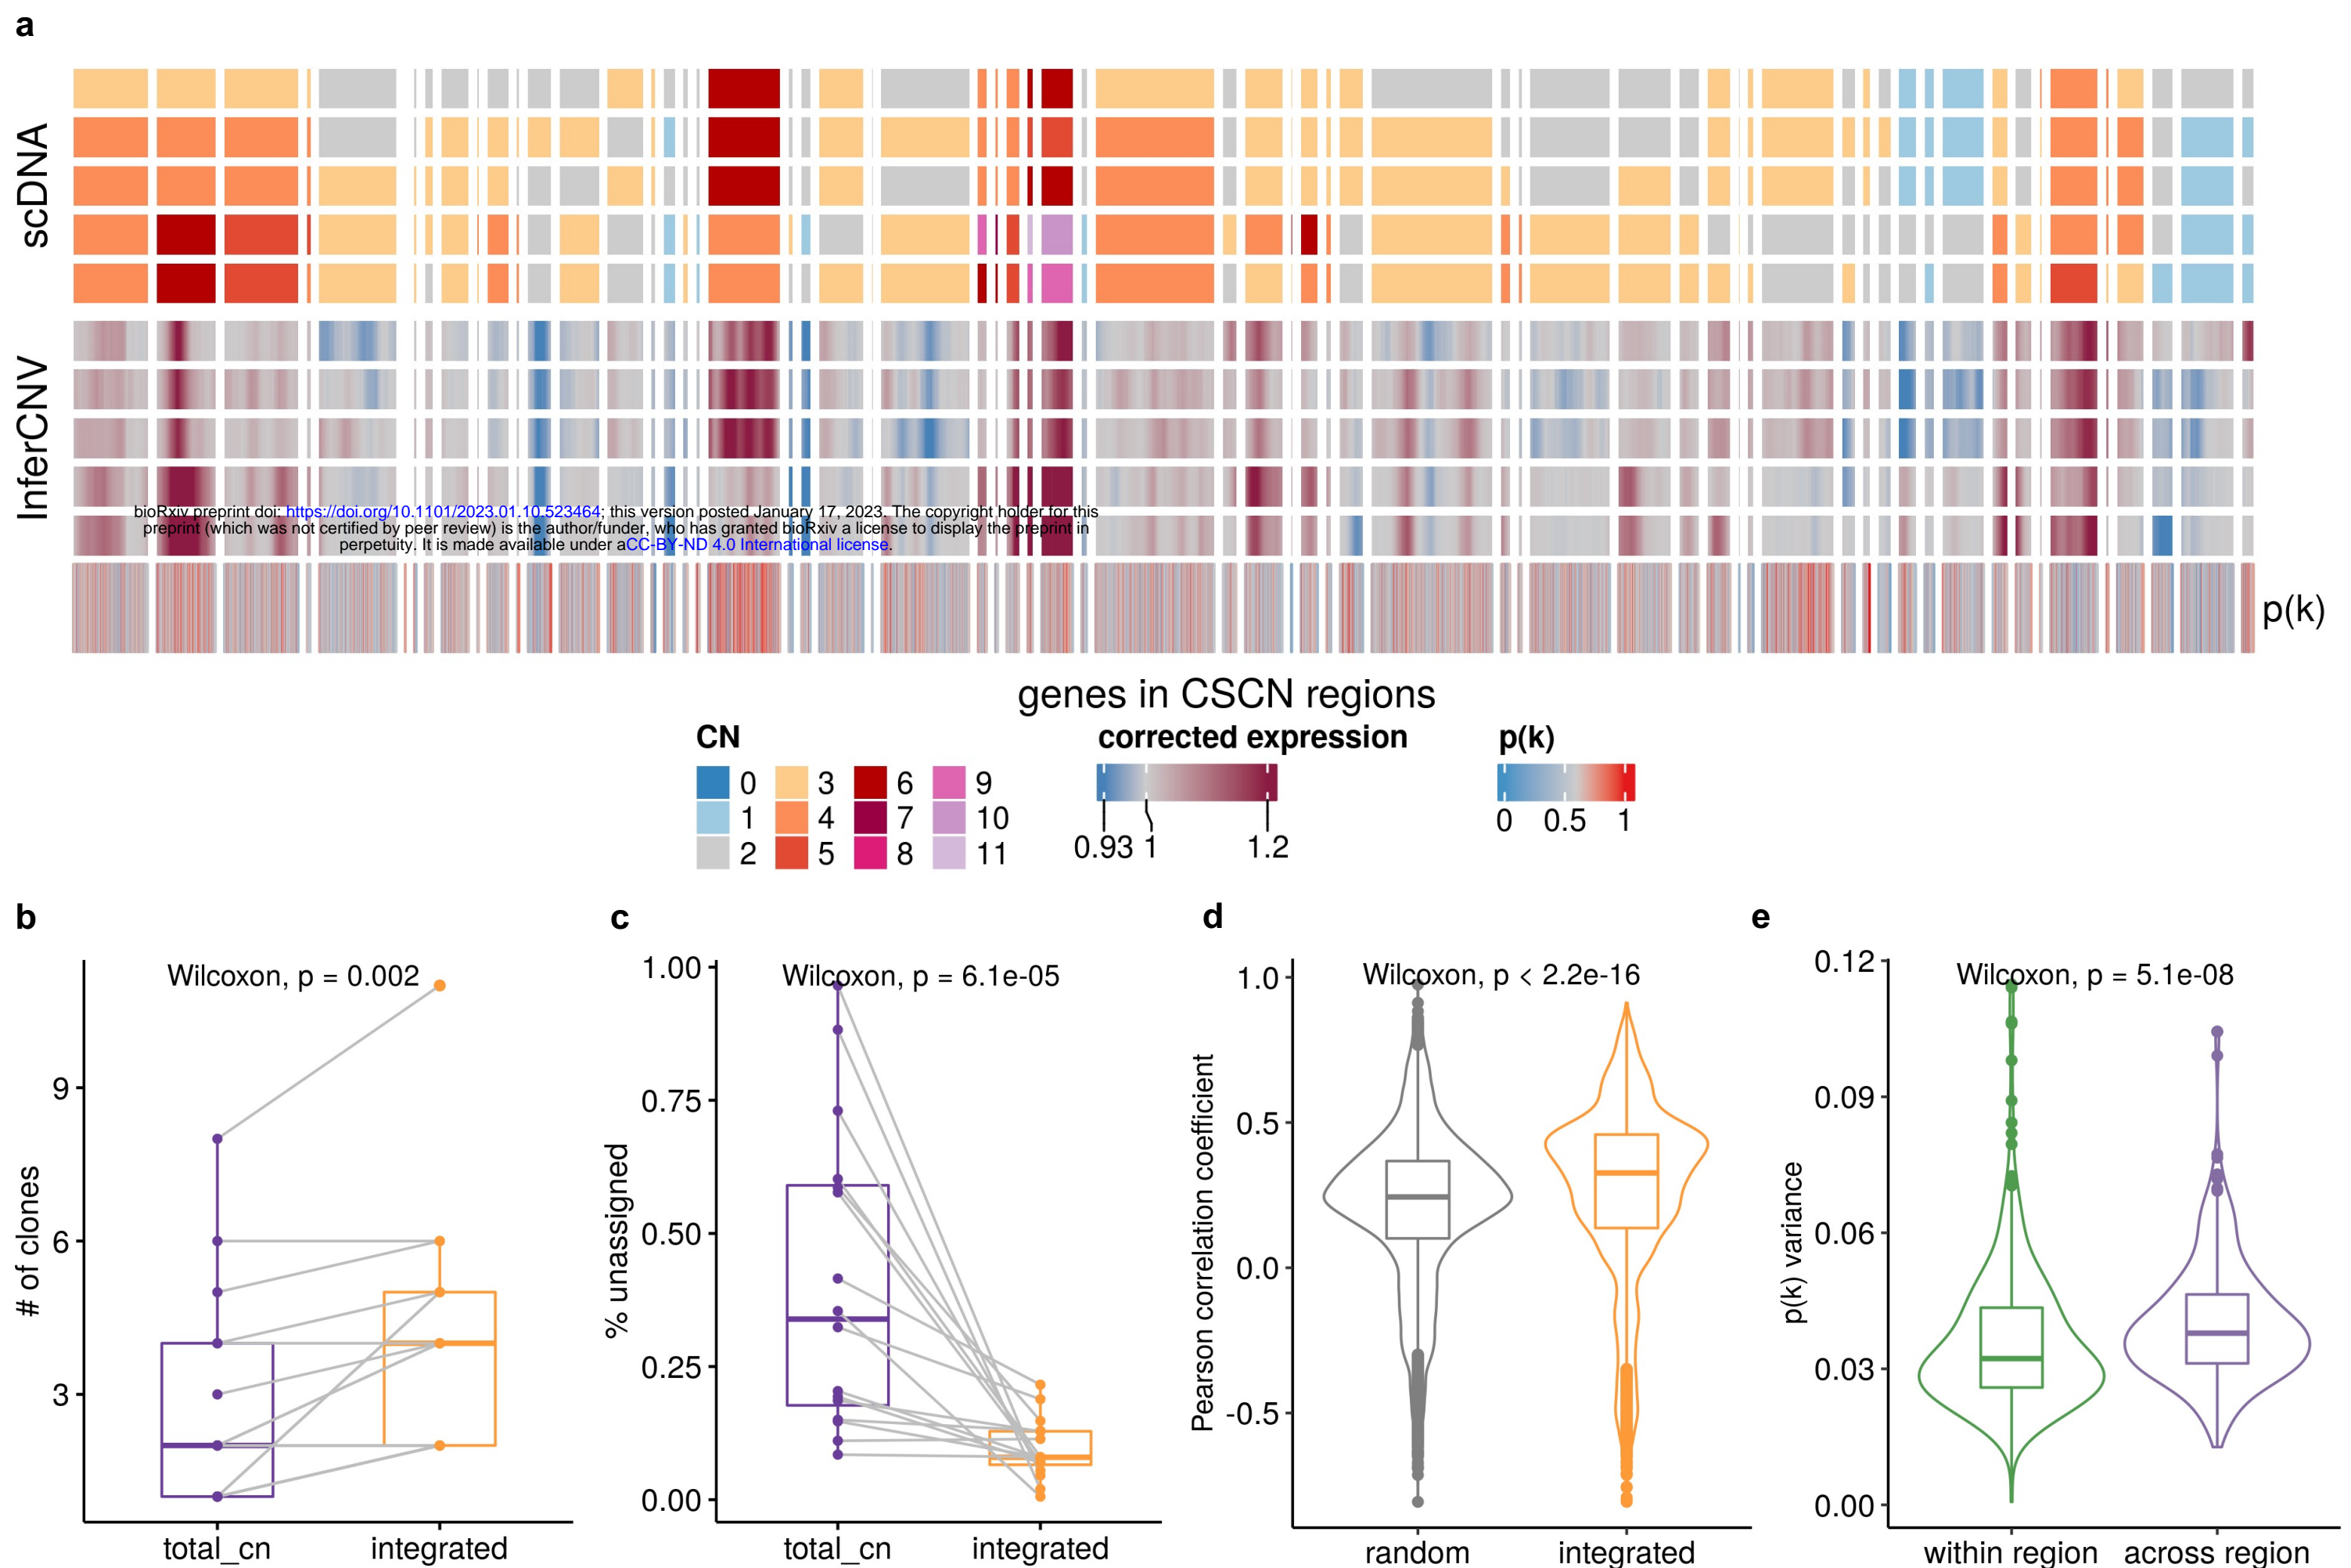 a
scDNA
InferCNV
bioRxiv preprint doi: https://doi.org/10.1101/2023.01.10.523464; this version posted January 17, 2023. The copyright holder for this
preprint (which was not certified by peer review) is the author/funder, who has granted bioRxiv a license to display the preprint in
perpetuity. It is made available under aCC-BY-ND 4.0 International license.
p(k)
genes in CSCN regions
CN
0 3 6 9
1 4 7 10
2 5 8 11
corrected expression
0.93 1 1.2
p(k)
0 0.5 1
b
Wilcoxon, p = 0.002
# of clones
9
6
3
total_cn integrated
c
Wilcoxon, p = 6.1e-05
% unassigned
1.00
0.75
0.50
0.25
0.00
total_cn integrated
d
Wilcoxon, p < 2.2e-16
Pearson correlation coefficient
1.0
0.5
0.0
-0.5
random integrated
e
Wilcoxon, p = 5.1e-08
p(k) variance
0.12
0.09
0.06
0.03
0.00
within region across region